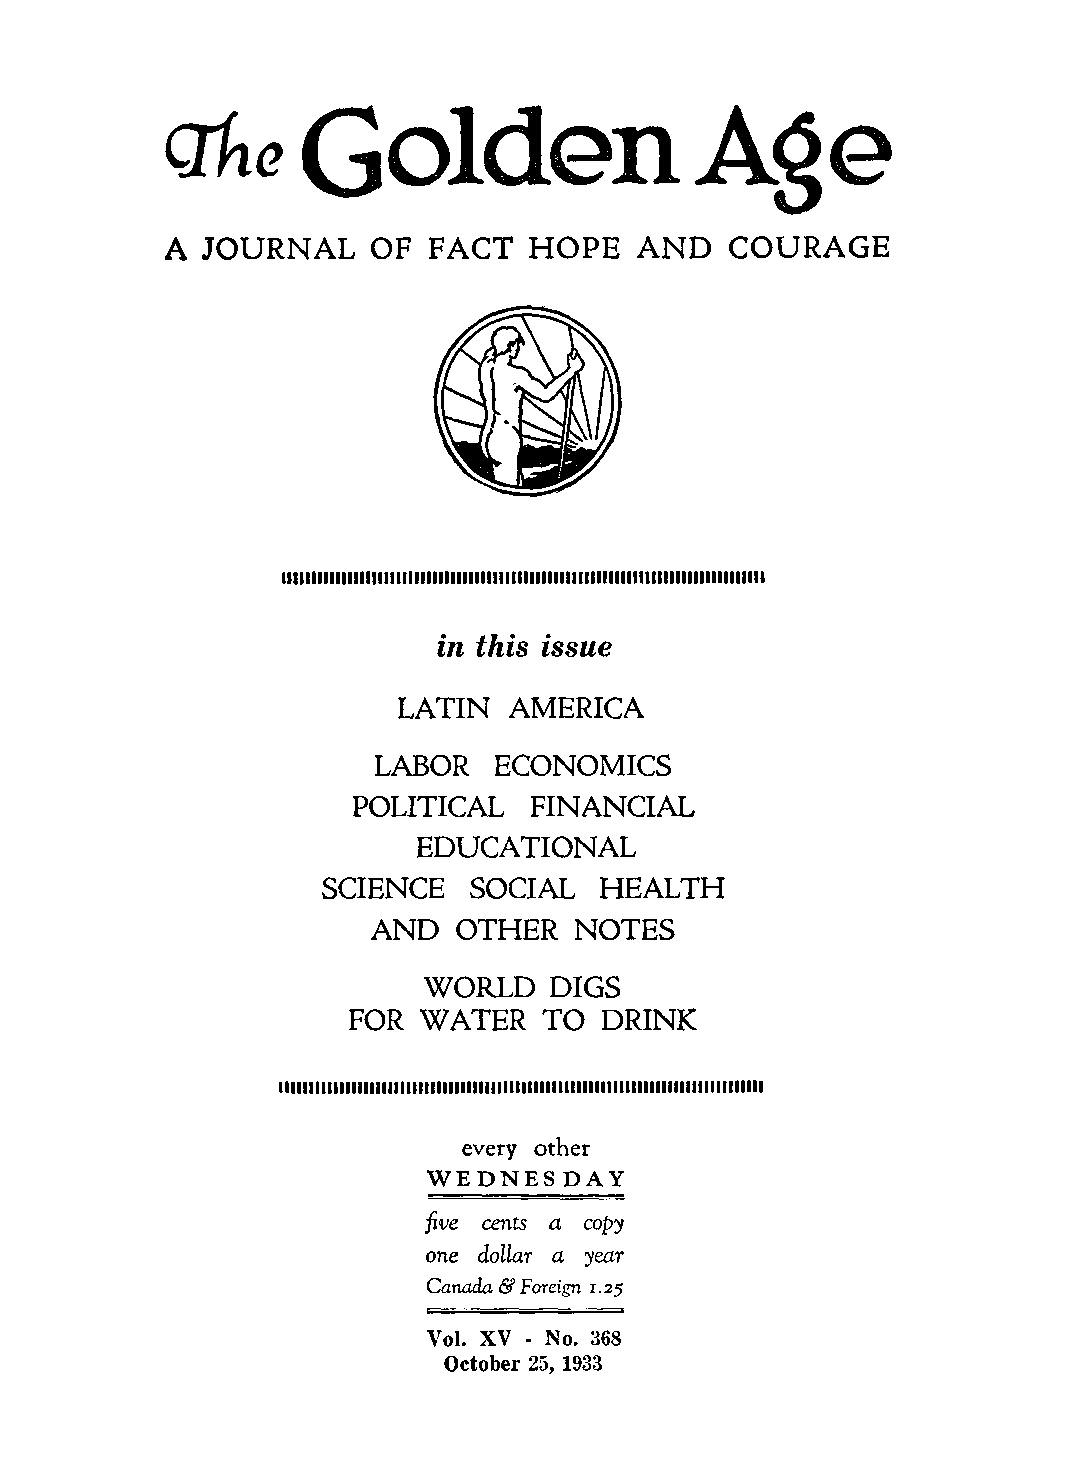 The Golden Age
A JOURNAL OF FACT HOPE AND COURAGE
in this issue
LATIN AMERICA
LABOR ECONOMICS
POLITICAL FINANCIAL
EDUCATIONAL
SCIENCE SOCIAL HEALTH
AND OTHER NOTES
WORLD DIGS
FOR WATER TO DRINK
every other
WEDNESDAY
five cents a copy
one dollar a year
Canada & Foreign 1.25
Vol. XV - No. 368
October 25, 1933